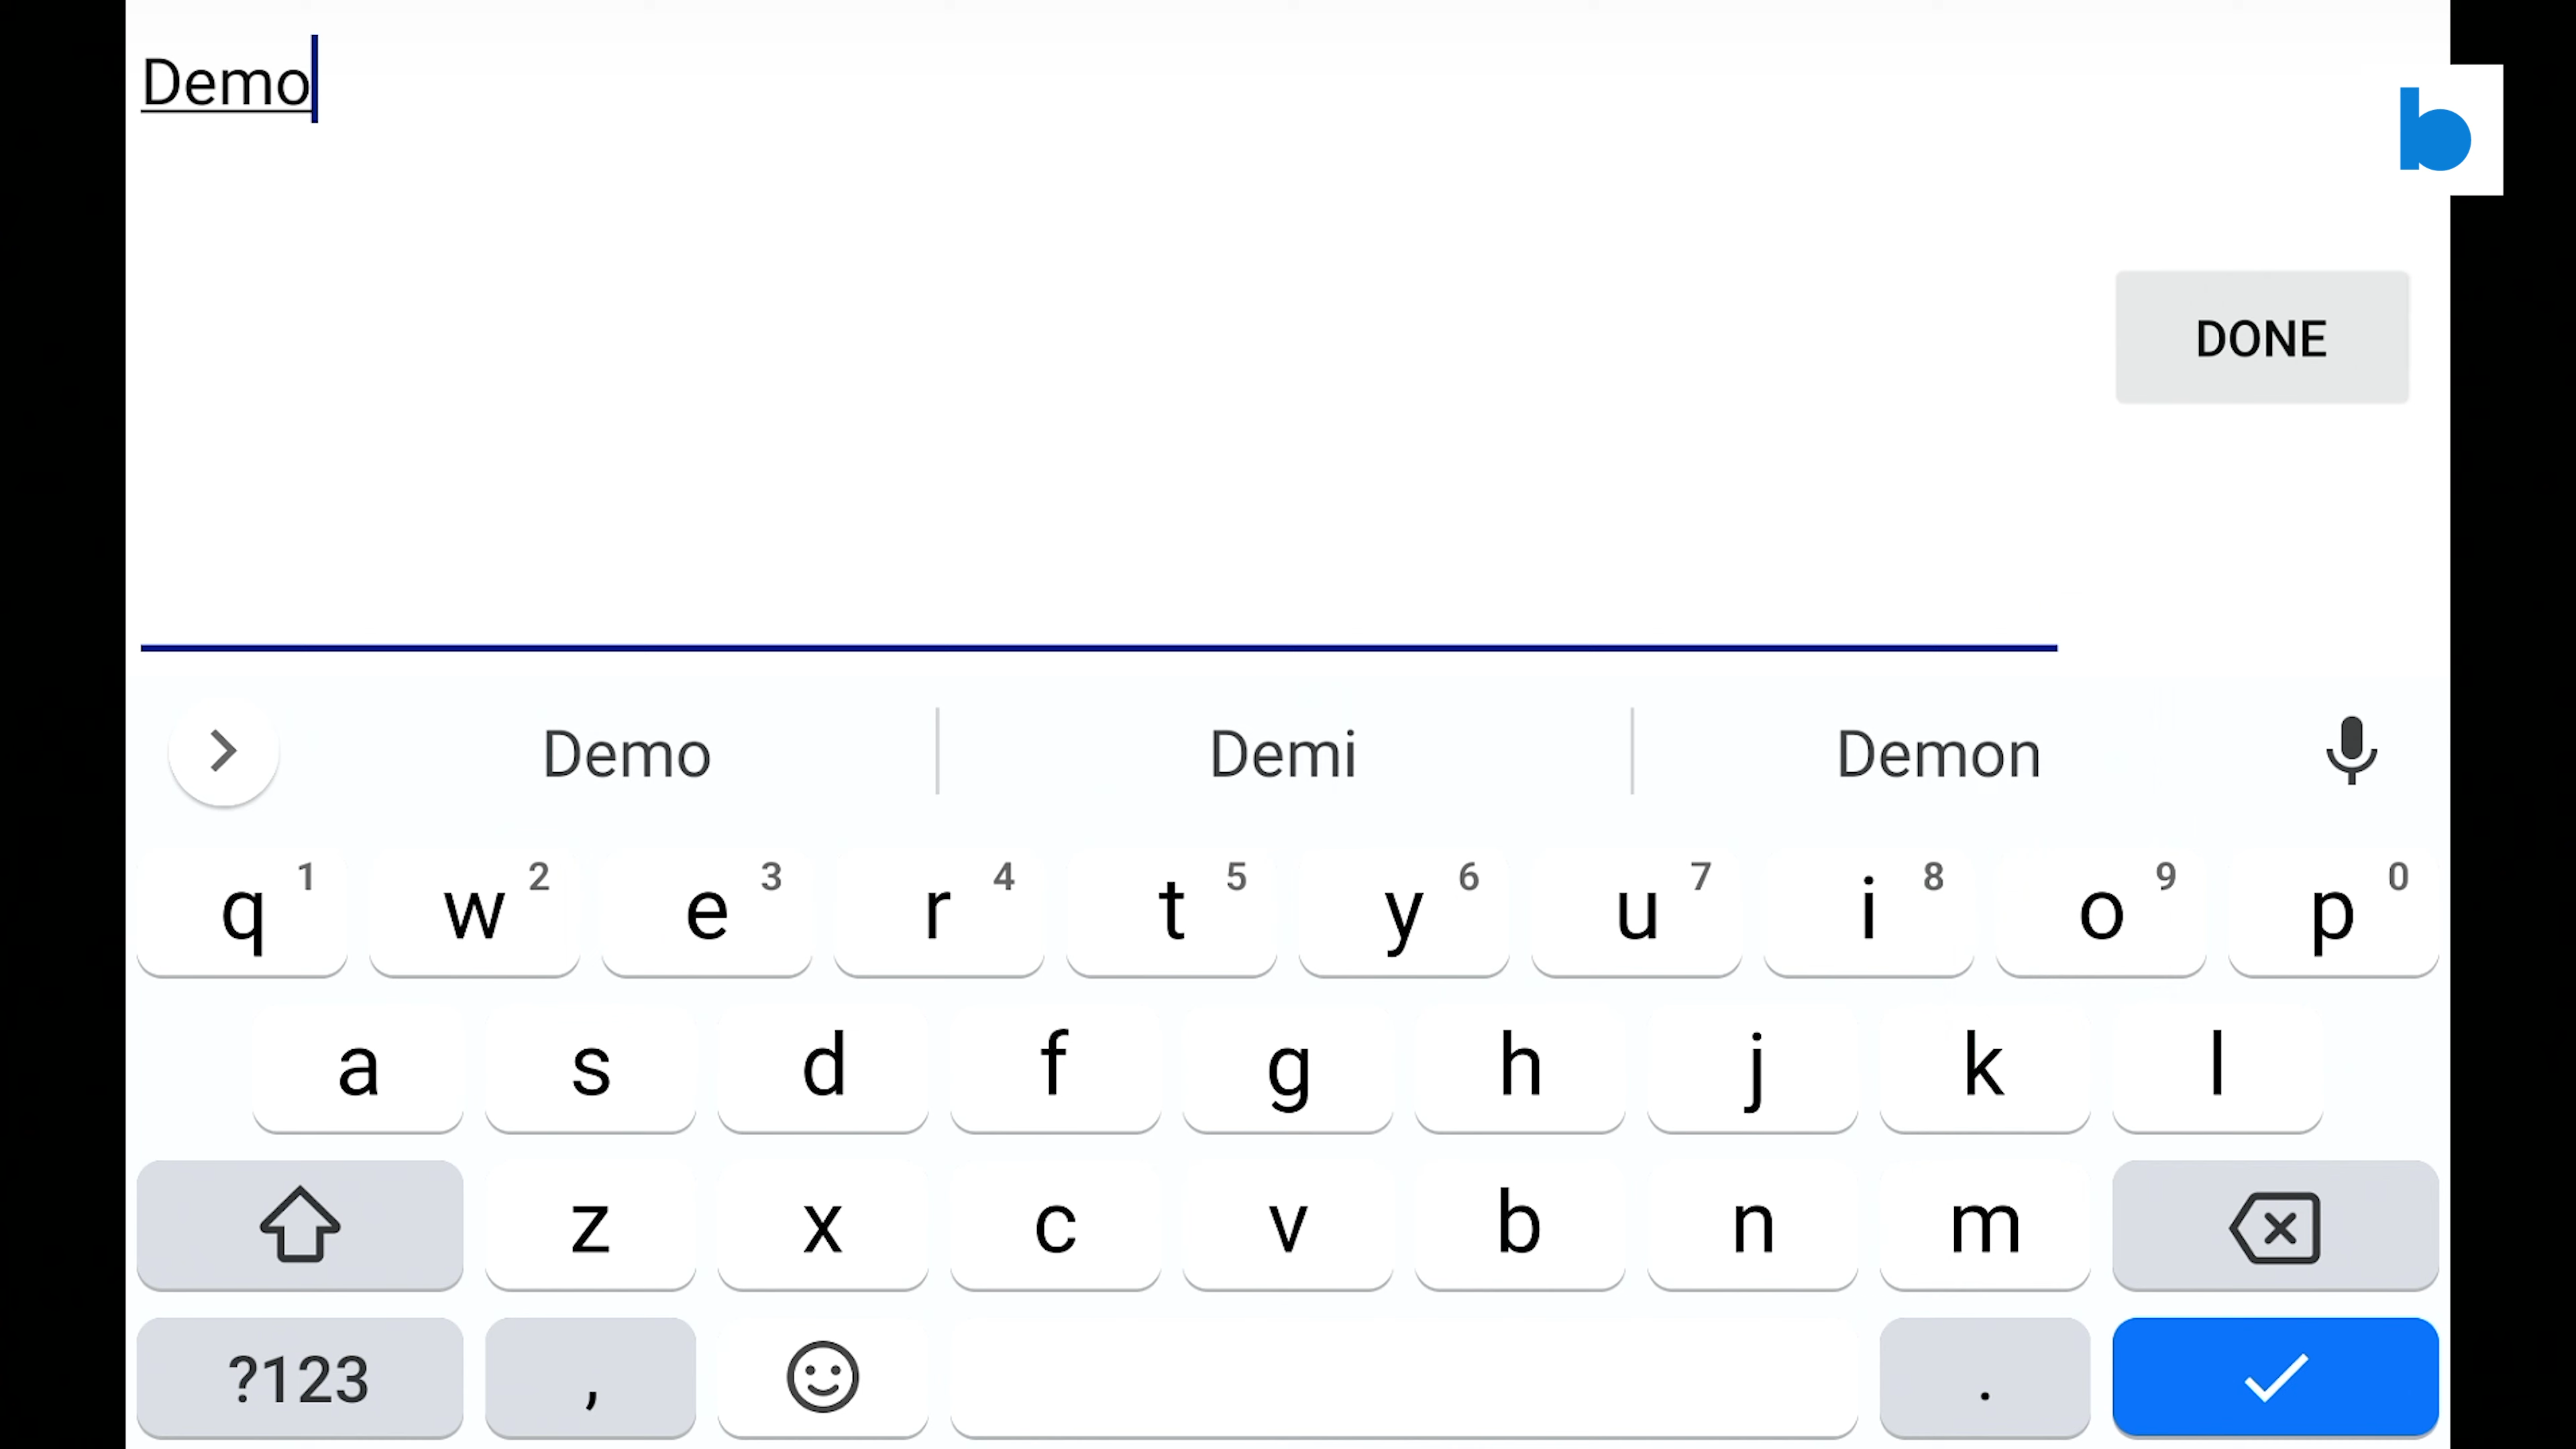 Demo
b
DONE
Demo Demi Demon
q 1 w 2 e 3 r 4 t 5 y 6 u 7 i 8 o 9 p 0
a s d f g h j k l
z x c v b n m
?123 , .